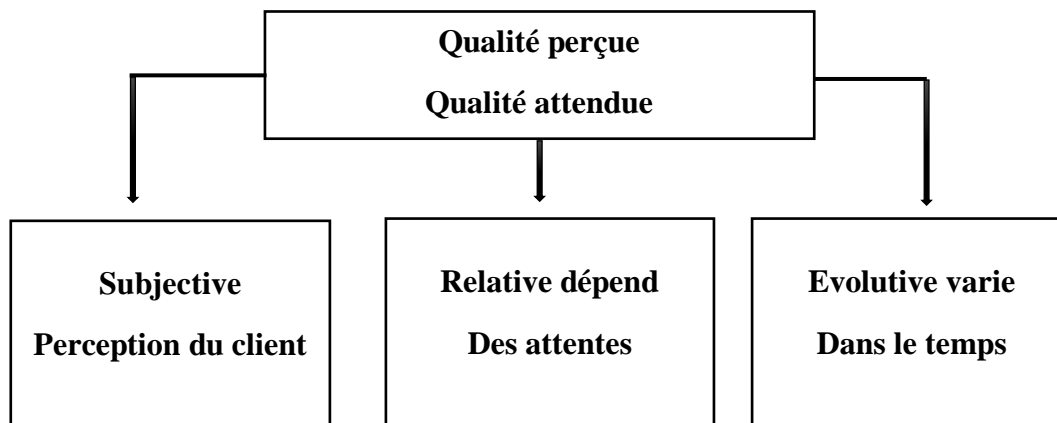 Qualité perçue
Qualité attendue
Subjective
Perception du client
Relative dépend
Des attentes
Evolutive varie
Dans le temps